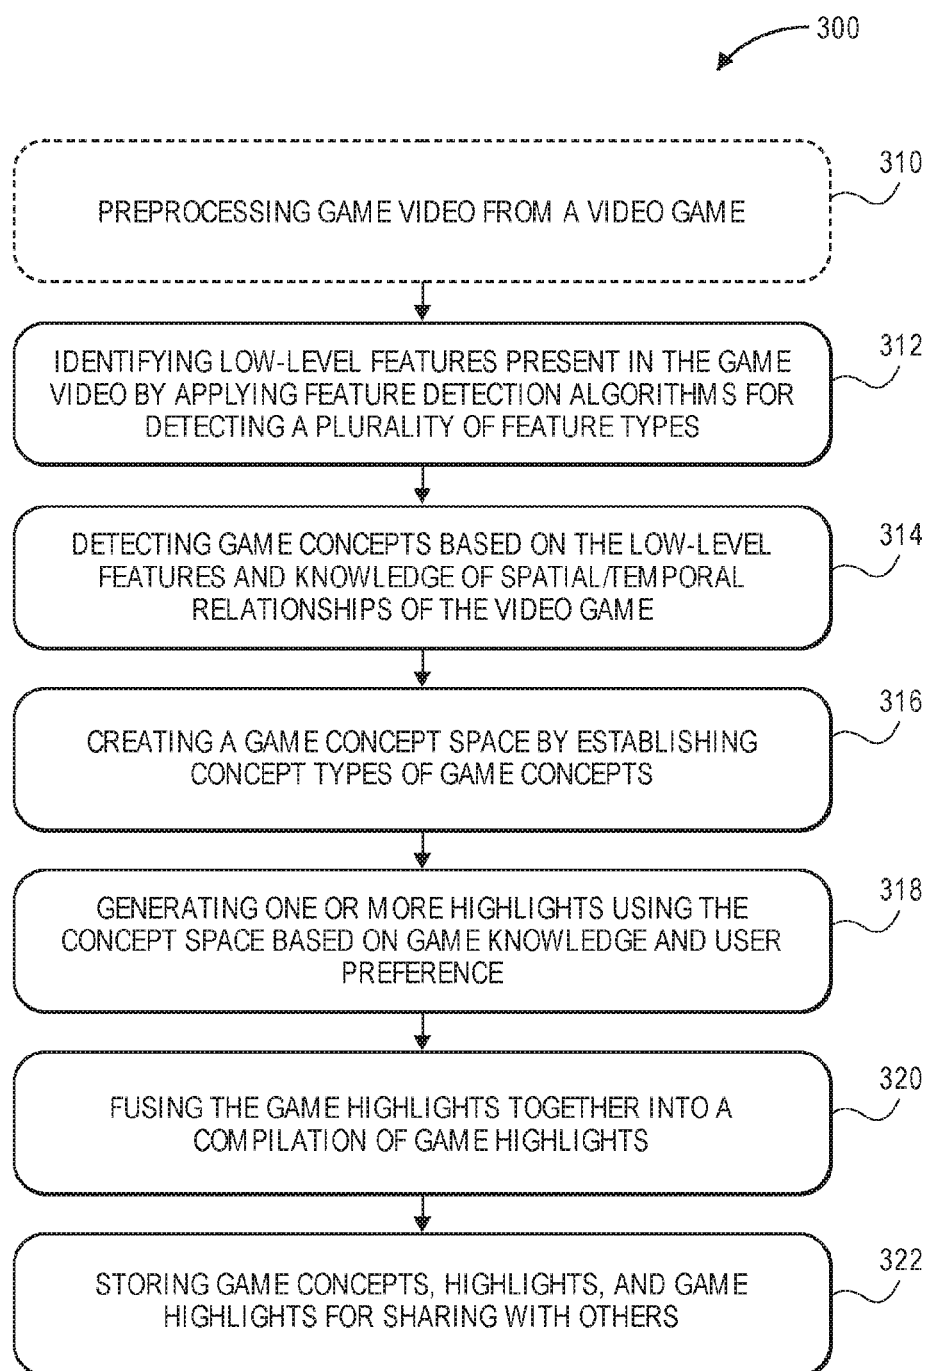 300
310
PREPROCESSING GAME VIDEO FROM A VIDEO GAME
312
IDENTIFYING LOW-LEVEL FEATURES PRESENT IN THE GAME
VIDEO BY APPLYING FEATURE DETECTION ALGORITHMS FOR
DETECTING A PLURALITY OF FEATURE TYPES
314
DETECTING GAME CONCEPTS BASED ON THE LOW-LEVEL
FEATURES AND KNOWLEDGE OF SPATIAL/TEMPORAL
RELATIONSHIPS OF THE VIDEO GAME
316
CREATING A GAME CONCEPT SPACE BY ESTABLISHING
CONCEPT TYPES OF GAME CONCEPTS
318
GENERATING ONE OR MORE HIGHLIGHTS USING THE
CONCEPT SPACE BASED ON GAME KNOWLEDGE AND USER
PREFERENCE
320
FUSING THE GAME HIGHLIGHTS TOGETHER INTO A
COMPILATION OF GAME HIGHLIGHTS
322
STORING GAME CONCEPTS, HIGHLIGHTS, AND GAME
HIGHLIGHTS FOR SHARING WITH OTHERS